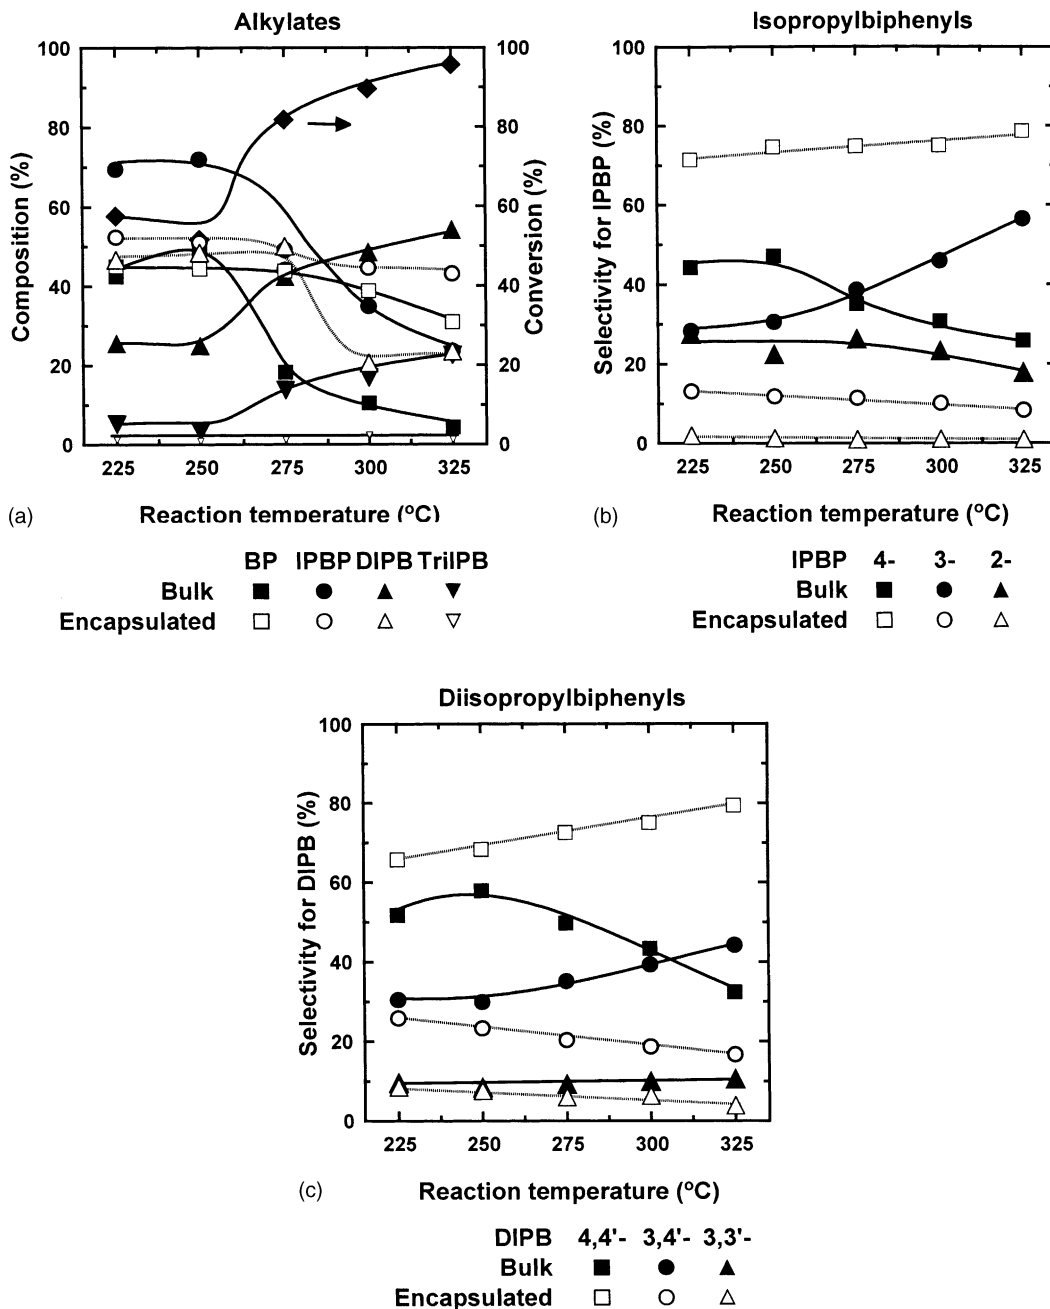 Alkylates
100
80
60
40
20
0
Composition (%)
100
80
60
40
20
0
Conversion (%)
225 250 275 300 325
(a)
Reaction temperature (°C)
BP IPBP DIPB TriIPB
Bulk
Encapsulated
Isopropylbiphenyls
100
80
60
40
20
0
Selectivity for IPBP (%)
225 250 275 300 325
(b)
Reaction temperature (°C)
IPBP 4- 3- 2-
Bulk
Encapsulated
Diisopropylbiphenyls
100
80
60
40
20
0
Selectivity for DIPB (%)
225 250 275 300 325
(c)
Reaction temperature (°C)
DIPB 4,4'- 3,4'- 3,3'-
Bulk
Encapsulated